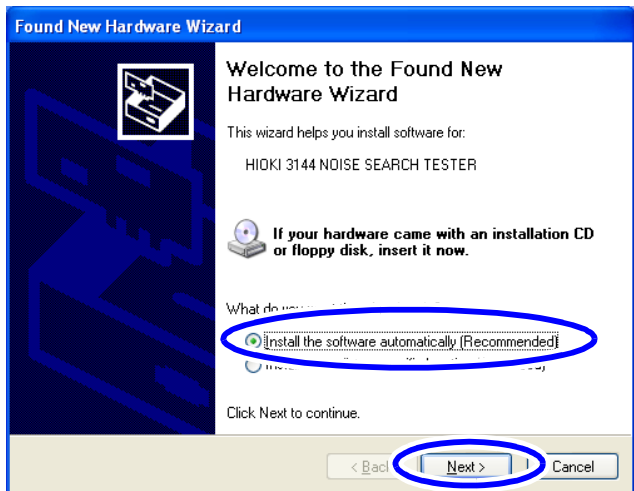 Found New Hardware Wizard
Welcome to the Found New
Hardware Wizard
This wizard helps you install software for:
HIOKI 3144 NOISE SEARCH TESTER
If your hardware came with an installation CD
or floppy disk, insert it now.
What do
Install the software automatically (Recommended)
Click Next to continue.
< Back
Next >
Cancel